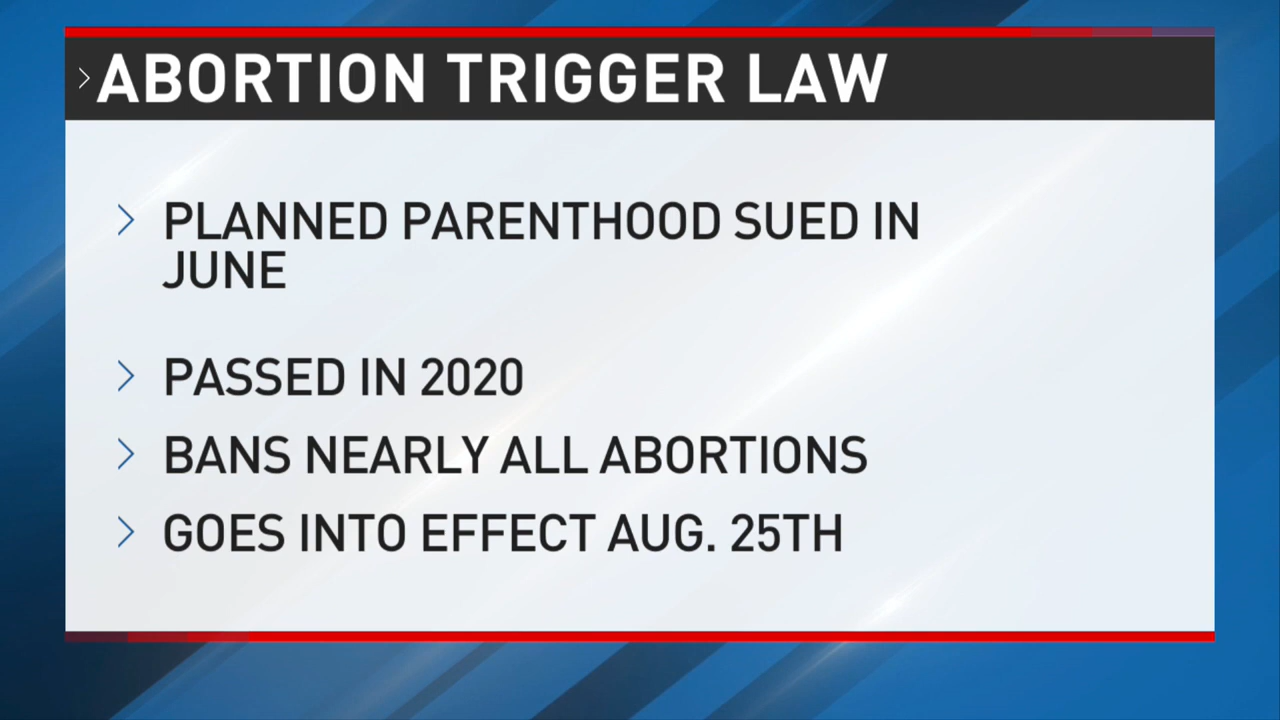 ABORTION TRIGGER LAW
PLANNED PARENTHOOD SUED IN
JUNE
PASSED IN 2020
BANS NEARLY ALL ABORTIONS
GOES INTO EFFECT AUG. 25TH